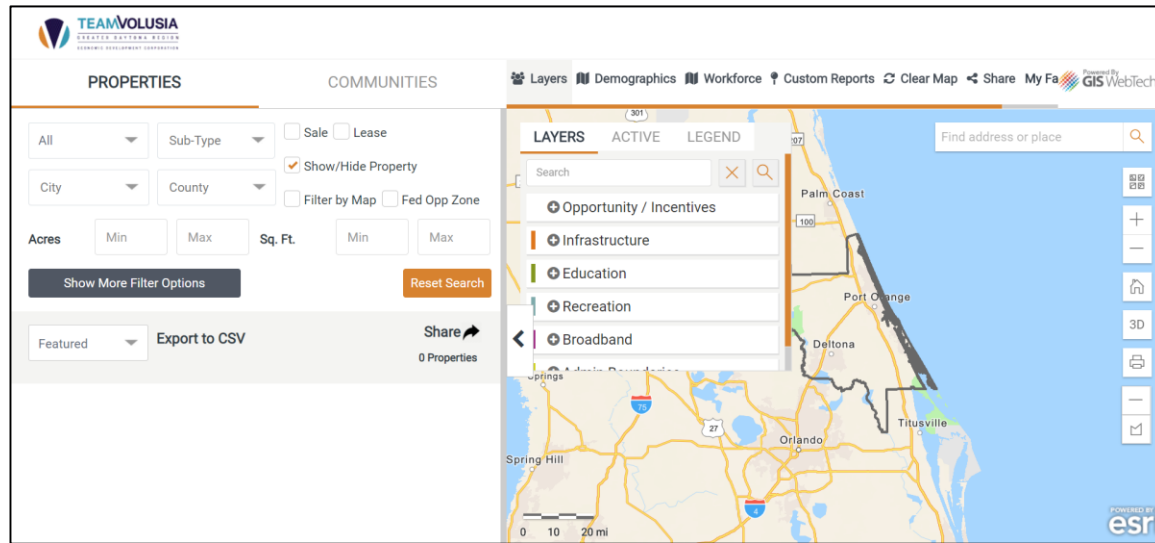 TEAMVOLUSIA
GREATER DAYTONA REGION
ECONOMIC DEVELOPMENT CORPORATION
PROPERTIES
COMMUNITIES
All
Sub-Type
Sale
Lease
Show/Hide Property
City
County
Filter by Map
Fed Opp Zone
Acres
Min
Max
Sq. Ft.
Min
Max
Show More Filter Options
Reset Search
Featured
Export to CSV
Share
0 Properties
Layers
Demographics
Workforce
Custom Reports
Clear Map
Share
My Fa
Powered By
GIS WebTech
LAYERS
ACTIVE
LEGEND
Search
Opportunity / Incentives
Infrastructure
Education
Recreation
Broadband
Admin Boundaries
Find address or place
301
Palm Coast
100
Port Orange
Deltona
Springs
75
27
Titusville
Orlando
Spring Hill
4
0 10 20 mi
3D
POWERED BY
esri